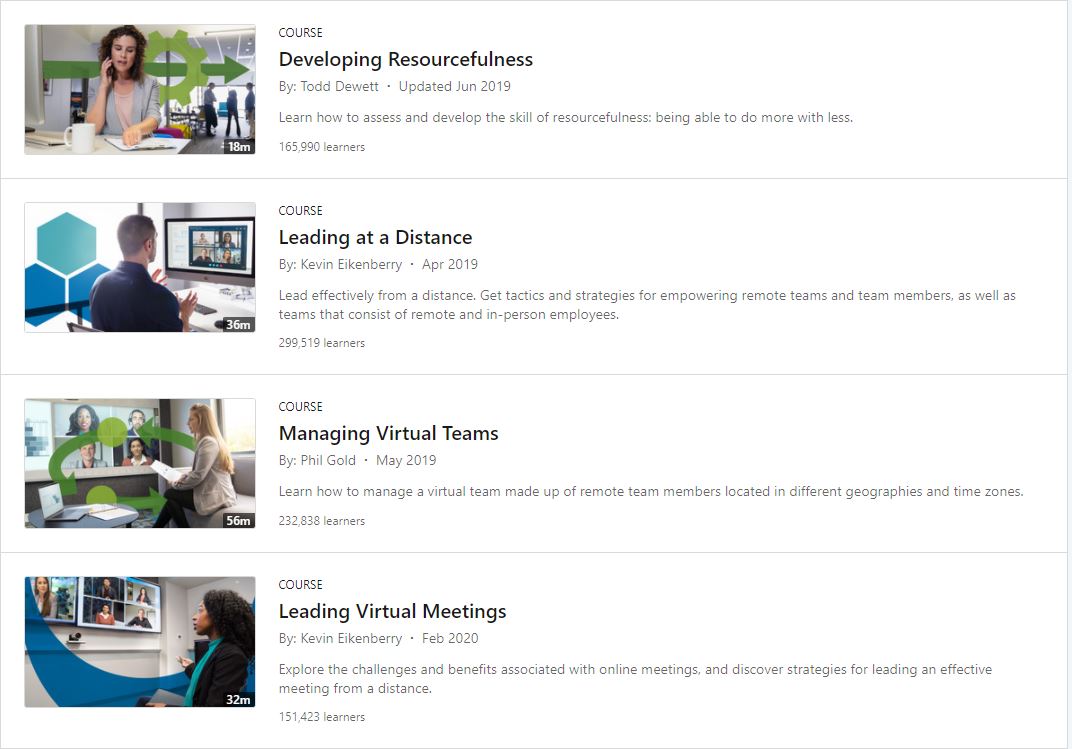 COURSE
Developing Resourcefulness
By: Todd Dewett · Updated Jun 2019
Learn how to assess and develop the skill of resourcefulness: being able to do more with less.
18m
165,990 learners
COURSE
Leading at a Distance
By: Kevin Eikenberry · Apr 2019
Lead effectively from a distance. Get tactics and strategies for empowering remote teams and team members, as well as
teams that consist of remote and in-person employees.
36m
299,519 learners
COURSE
Managing Virtual Teams
By: Phil Gold · May 2019
Learn how to manage a virtual team made up of remote team members located in different geographies and time zones.
56m
232,838 learners
COURSE
Leading Virtual Meetings
By: Kevin Eikenberry · Feb 2020
Explore the challenges and benefits associated with online meetings, and discover strategies for leading an effective
meeting from a distance.
32m
151,423 learners